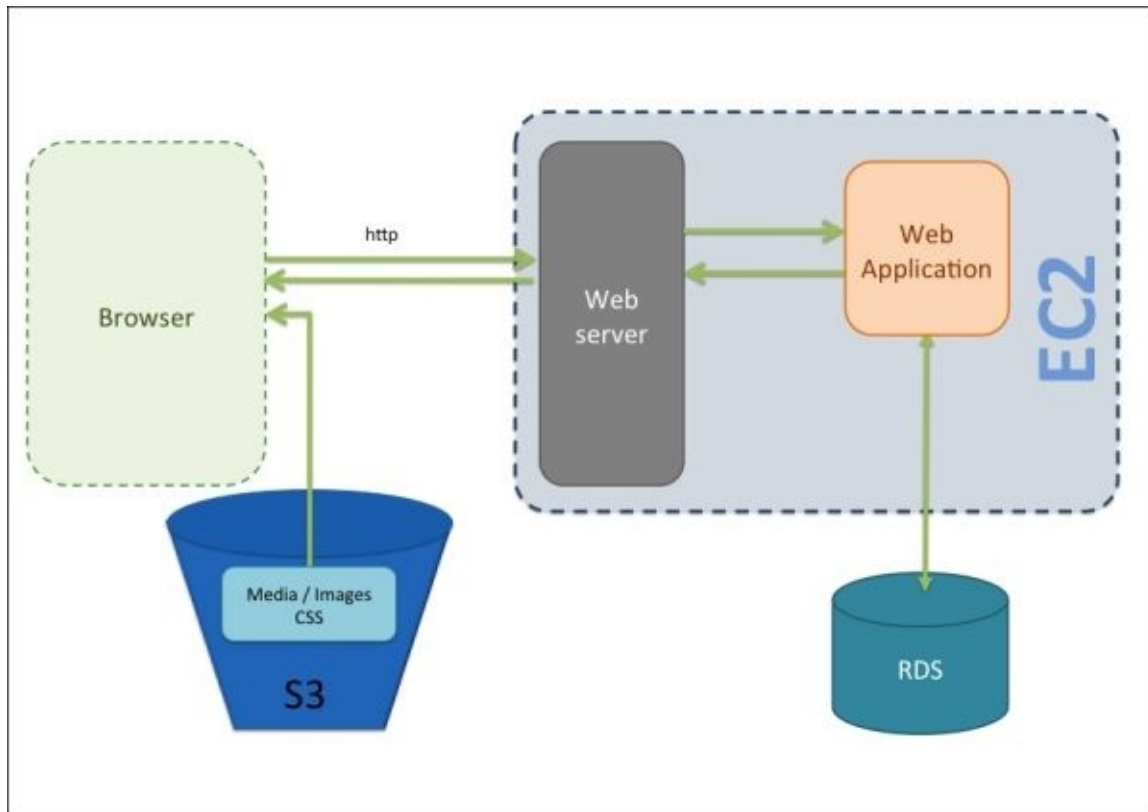 http
Browser
Web
server
Web
Application
EC2
Media / Images
CSS
S3
RDS